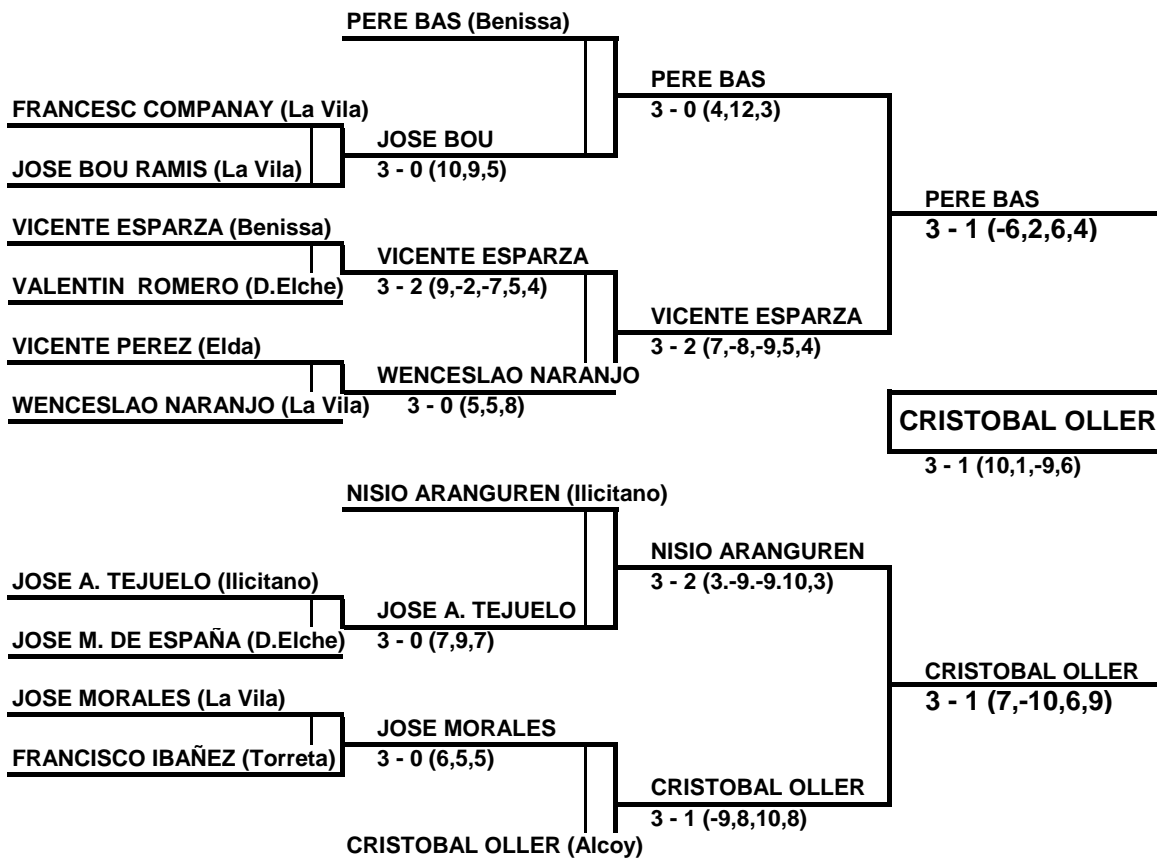 PERE BAS (Benissa)
PERE BAS
3 - 0 (4,12,3)
FRANCESC COMPANAY (La Vila)
JOSE BOU
3 - 0 (10,9,5)
JOSE BOU RAMIS (La Vila)
PERE BAS
3 - 1 (-6,2,6,4)
VICENTE ESPARZA (Benissa)
VICENTE ESPARZA
3 - 2 (9,-2,-7,5,4)
VALENTIN  ROMERO (D.Elche)
VICENTE ESPARZA
3 - 2 (7,-8,-9,5,4)
VICENTE PEREZ (Elda)
WENCESLAO NARANJO
3 - 0 (5,5,8)
WENCESLAO NARANJO (La Vila)
CRISTOBAL OLLER
3 - 1 (10,1,-9,6)
NISIO ARANGUREN (Ilicitano)
NISIO ARANGUREN
3 - 2 (3.-9.-9.10,3)
JOSE A. TEJUELO (Ilicitano)
JOSE A. TEJUELO
3 - 0 (7,9,7)
JOSE M. DE ESPAÑA (D.Elche)
CRISTOBAL OLLER
3 - 1 (7,-10,6,9)
JOSE MORALES (La Vila)
JOSE MORALES
3 - 0 (6,5,5)
FRANCISCO IBAÑEZ (Torreta)
CRISTOBAL OLLER
3 - 1 (-9,8,10,8)
CRISTOBAL OLLER (Alcoy)